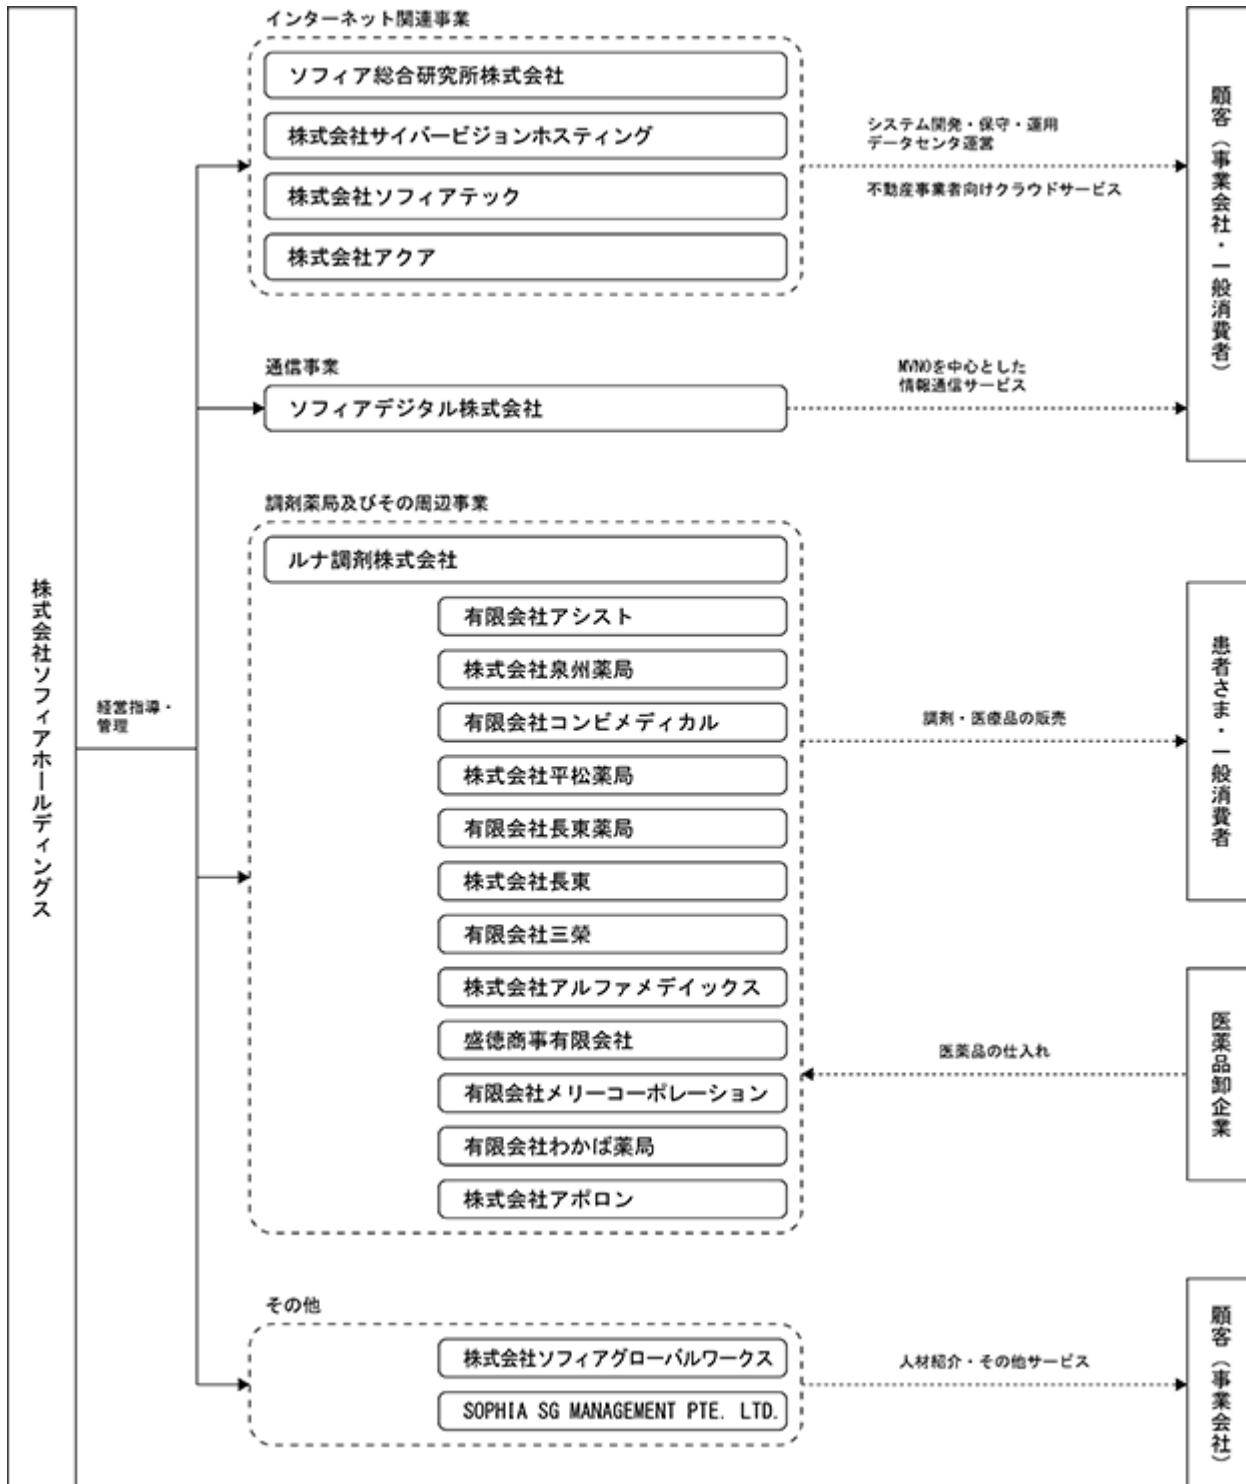 株式会社ソフィアホールディングス
経営指導・
管理
インターネット関連事業
ソフィア総合研究所株式会社
株式会社サイバービジョンホスティング
株式会社ソフィアテック
株式会社アクア
システム開発・保守・運用
データセンタ運営
不動産事業者向けクラウドサービス
顧客（事業会社・一般消費者）
通信事業
ソフィアデジタル株式会社
MVNOを中心とした
情報通信サービス
調剤薬局及びその周辺事業
ルナ調剤株式会社
有限会社アシスト
株式会社泉州薬局
有限会社コンビメディカル
株式会社平松薬局
有限会社長東薬局
株式会社長東
有限会社三榮
株式会社アルファメデイックス
盛徳商事有限会社
有限会社メリーコーポレーション
有限会社わかば薬局
株式会社アポロン
調剤・医療品の販売
患者さま・一般消費者
医薬品の仕入れ
医薬品卸企業
その他
株式会社ソフィアグローバルワークス
SOPHIA SG MANAGEMENT PTE. LTD.
人材紹介・その他サービス
顧客（事業会社）